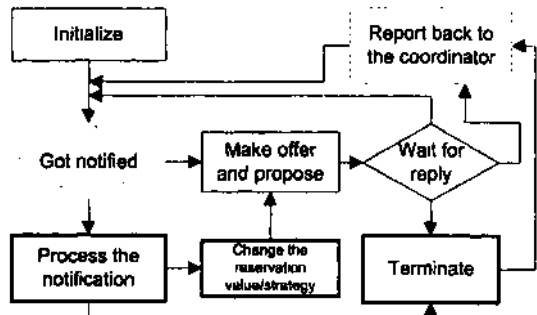 Initialize
Report back to
the coordinator
Got notified
Make offer
and propose
Wait for
reply
Process the
notification
Change the
reservation
value/strategy
Terminate